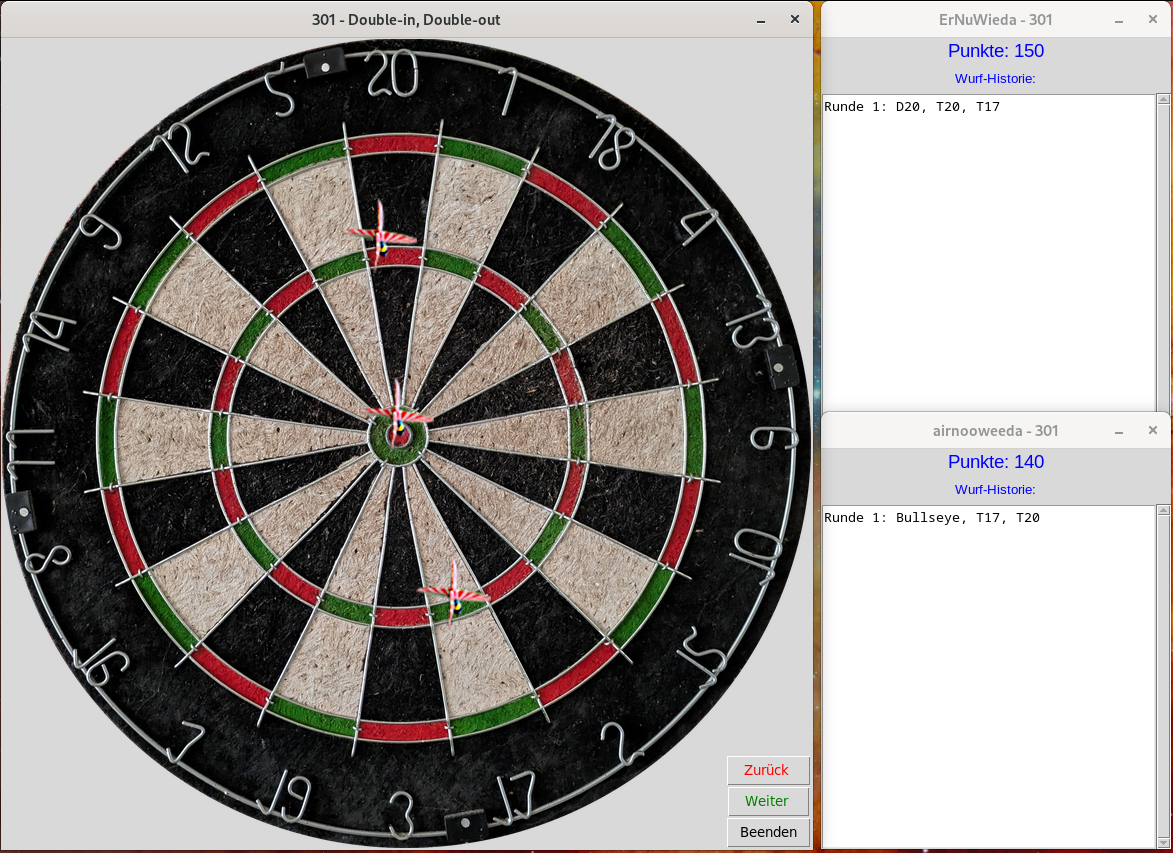 301 - Double-in, Double-out
20
1
18
4
13
6
10
15
2
17
3
19
7
16
8
11
14
9
12
5
Zurück
Weiter
Beenden
ErNuWieda - 301
Punkte: 150
Wurf-Historie:
Runde 1: D20, T20, T17
airnooweeda - 301
Punkte: 140
Wurf-Historie:
Runde 1: Bullseye, T17, T20